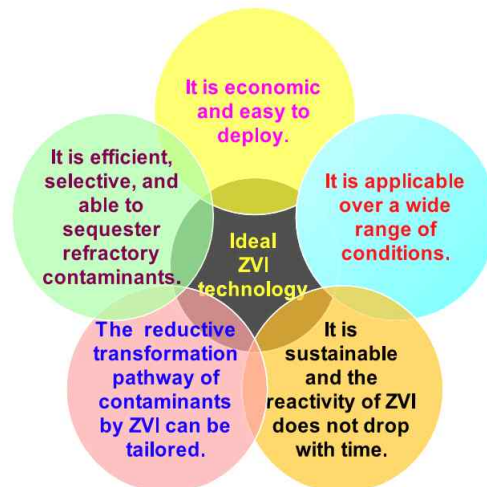 It is economic
and easy to
deploy.
It is efficient,
selective, and
able to
sequester
refractory
contaminants.
It is applicable
over a wide
range of
conditions.
Ideal
ZVI
technology
The reductive
transformation
pathway of
contaminants
by ZVI can be
tailored.
It is
sustainable
and the
reactivity of ZVI
does not drop
with time.